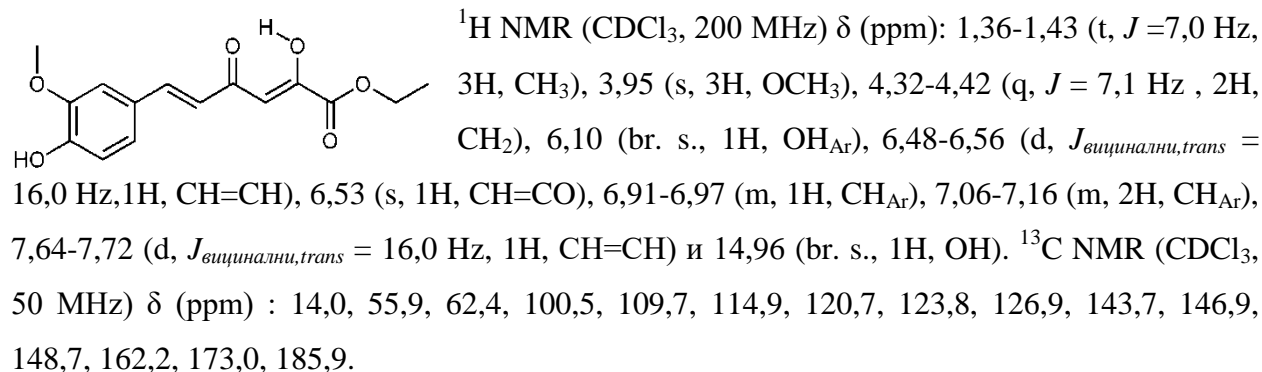 ¹H NMR (CDCl₃, 200 MHz) δ (ppm): 1,36-1,43 (t, J =7,0 Hz,
3H, CH₃), 3,95 (s, 3H, OCH₃), 4,32-4,42 (q, J = 7,1 Hz , 2H,
CH₂), 6,10 (br. s., 1H, OH_Ar), 6,48-6,56 (d, J_вицинални,trans =
16,0 Hz,1H, CH=CH), 6,53 (s, 1H, CH=CO), 6,91-6,97 (m, 1H, CH_Ar), 7,06-7,16 (m, 2H, CH_Ar),
7,64-7,72 (d, J_вицинални,trans = 16,0 Hz, 1H, CH=CH) и 14,96 (br. s., 1H, OH). ¹³C NMR (CDCl₃,
50 MHz) δ (ppm) : 14,0, 55,9, 62,4, 100,5, 109,7, 114,9, 120,7, 123,8, 126,9, 143,7, 146,9,
148,7, 162,2, 173,0, 185,9.
H
O
O
O
O
O
HO